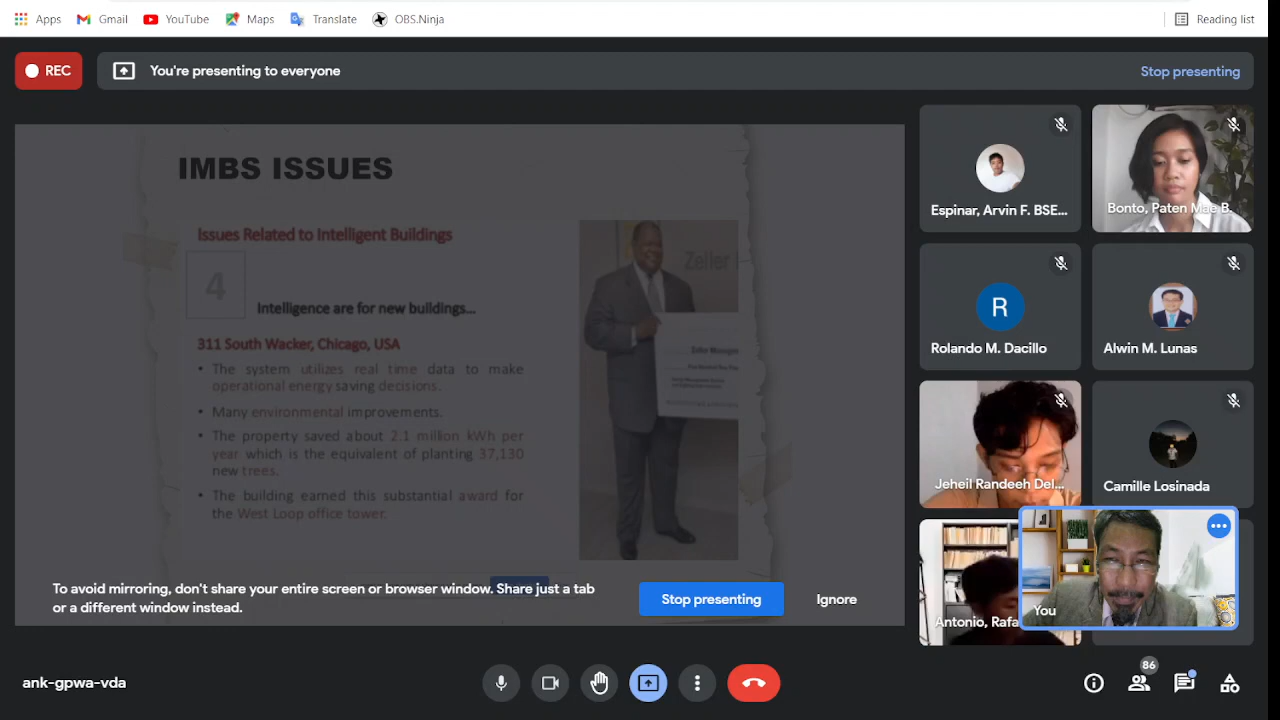 Apps Gmail YouTube Maps Translate OBS.Ninja Reading list
REC You're presenting to everyone Stop presenting
IMBS ISSUES
Issues Related to Intelligent Buildings
4
Intelligence are for new buildings...
311 South Wacker, Chicago, USA
• The system utilizes real time data to make
operational energy saving decisions.
• Many environmental improvements.
• The property saved about 2.1 million kWh per
year which is the equivalent of planting 37,130
new trees.
• The building earned this substantial award for
the West Loop office tower.
Zeller
To avoid mirroring, don't share your entire screen or browser window. Share just a tab
or a different window instead.
Stop presenting Ignore
Espinar, Arvin F. BSE...
Bonto, Paten Mae B.
R
Rolando M. Dacillo
Alwin M. Lunas
Jeheil Randeeh Del...
Camille Losinada
Antonio, Rafa
You
ank-gpwa-vda
86